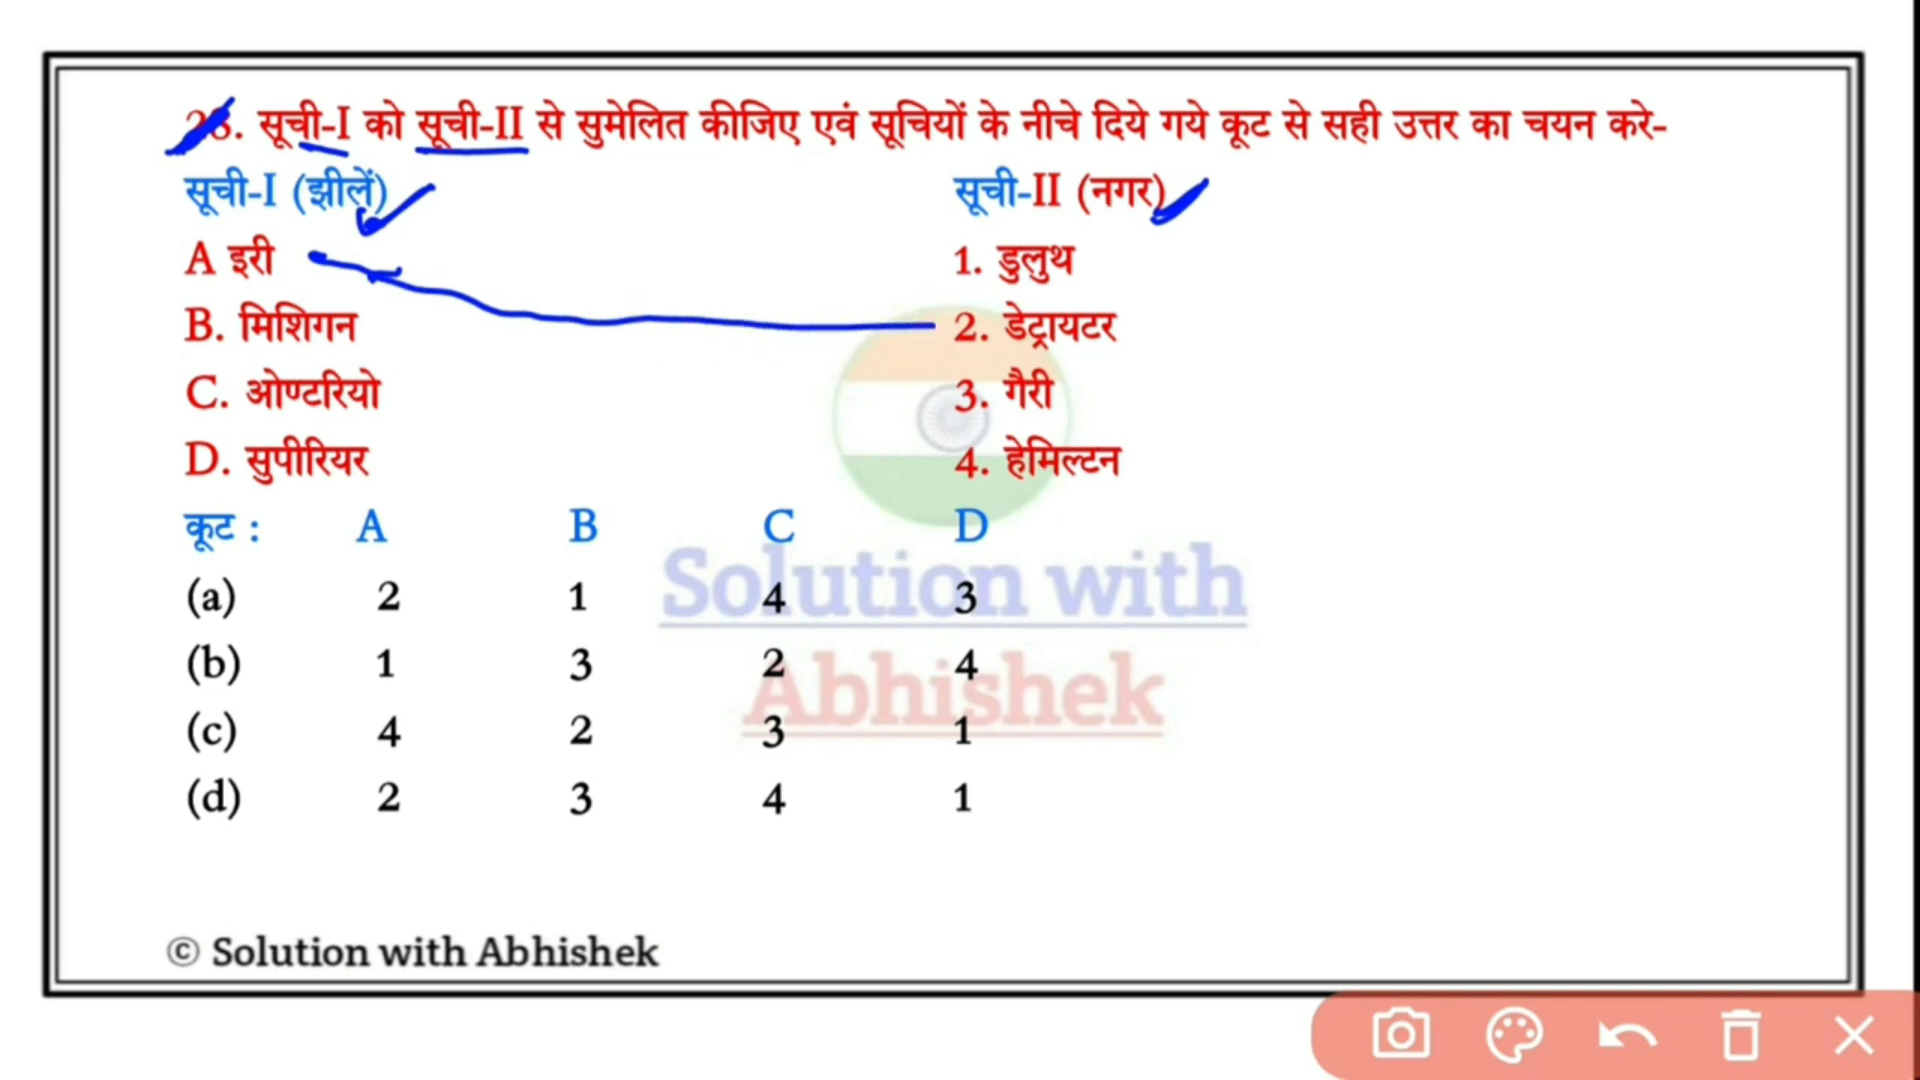 28. सूची-I को सूची-II से सुमेलित कीजिए एवं सूचियों के नीचे दिये गये कूट से सही उत्तर का चयन करे-
सूची-I (झीलें) सूची-II (नगर)
A इरी 1. डुलुथ
B. मिशिगन 2. डेट्रायटर
C. ओण्टरियो 3. गैरी
D. सुपीरियर 4. हेमिल्टन
कूट : A B C D
(a) 2 1 4 3
(b) 1 3 2 4
(c) 4 2 3 1
(d) 2 3 4 1
Solution with
Abhishek
© Solution with Abhishek